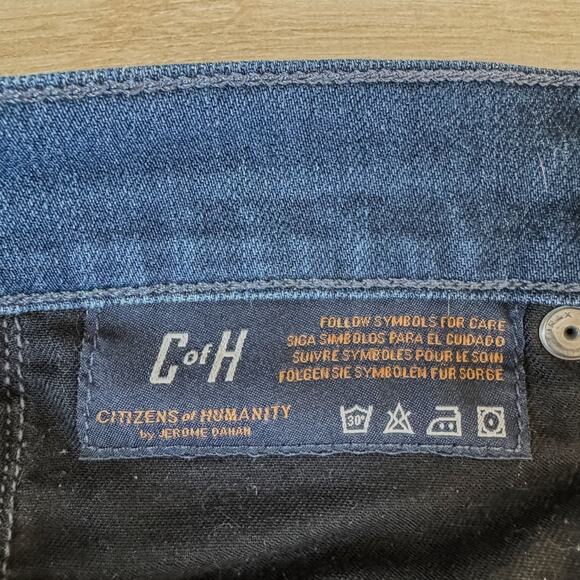 CofH
CITIZENS of HUMANITY
by JEROME DAHAN
FOLLOW SYMBOLS FOR CARE
SIGA SIMBOLOS PARA EL CUIDADO
SUIVRE SYMBOLES POUR LE SOIN
FOLGEN SIE SYMBOLEN FUR SORGE
30°